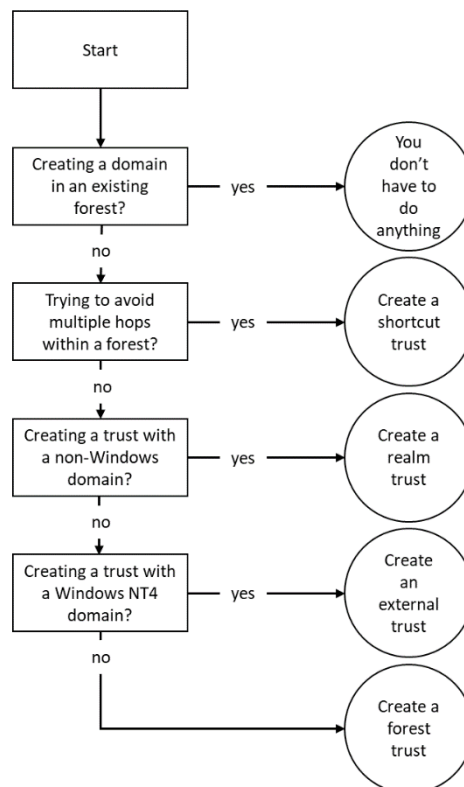 Start
Creating a domain
in an existing
forest?
yes
You
don't
have to
do
anything
no
Trying to avoid
multiple hops
within a forest?
yes
Create a
shortcut
trust
no
Creating a trust with
a non-Windows
domain?
yes
Create a
realm
trust
no
Creating a trust with
a Windows NT4
domain?
yes
Create
an
external
trust
no
Create a
forest
trust